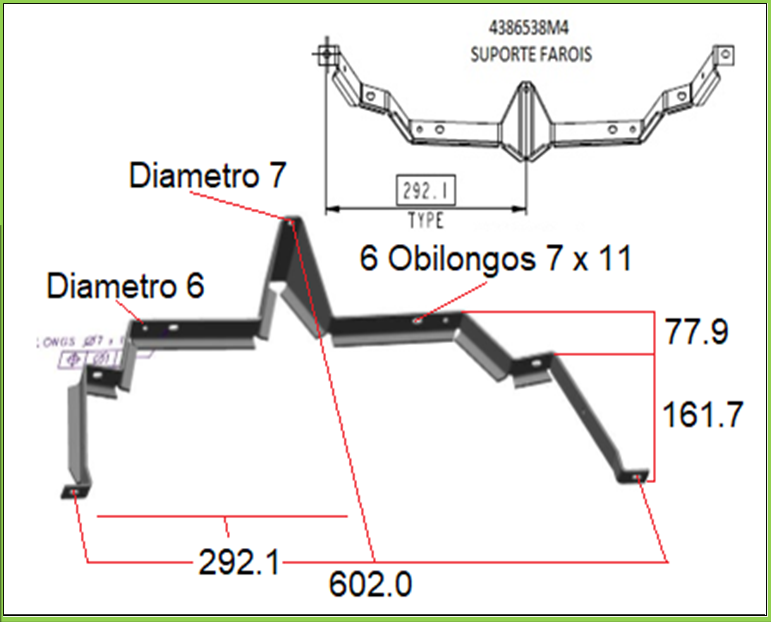 4386538M4
SUPORTE FAROIS
292.1
TYPE
Diametro 7
6 Obilongos 7 x 11
Diametro 6
77.9
161.7
292.1
602.0